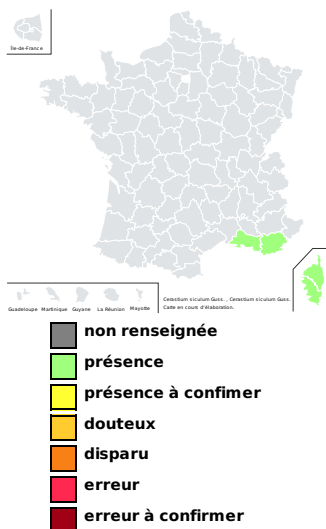 Île-de-France
Guadeloupe Martinique Guyane La Réunion Mayotte
Cerastium siculum Guss. , Cerastium siculum Guss.
Carte en cours d'élaboration.
non renseignée
présence
présence à confimer
douteux
disparu
erreur
erreur à confirmer